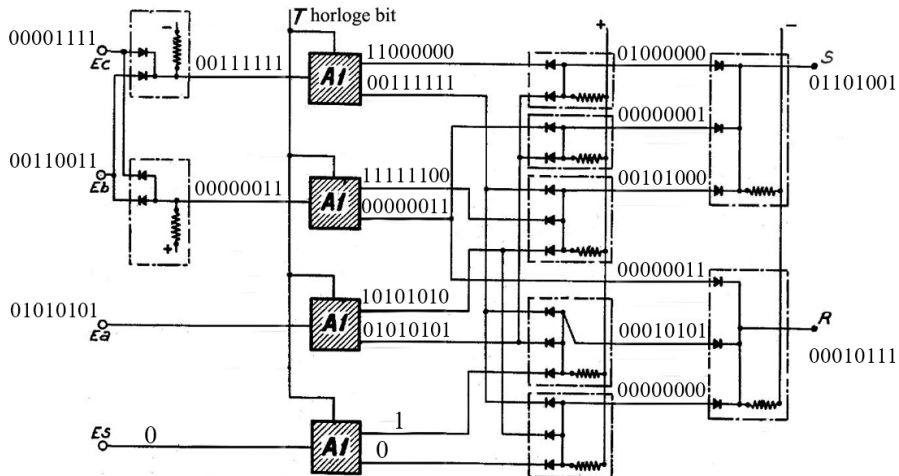 T horloge bit
+
−
−
00001111
Ec
00111111
A1
11000000
00111111
01000000
S
01101001
00000001
00110011
Eb
00000011
A1
11111100
00000011
00101000
+
00000011
01010101
Ea
A1
10101010
01010101
00010101
R
00010111
00000000
Es
0
A1
1
0